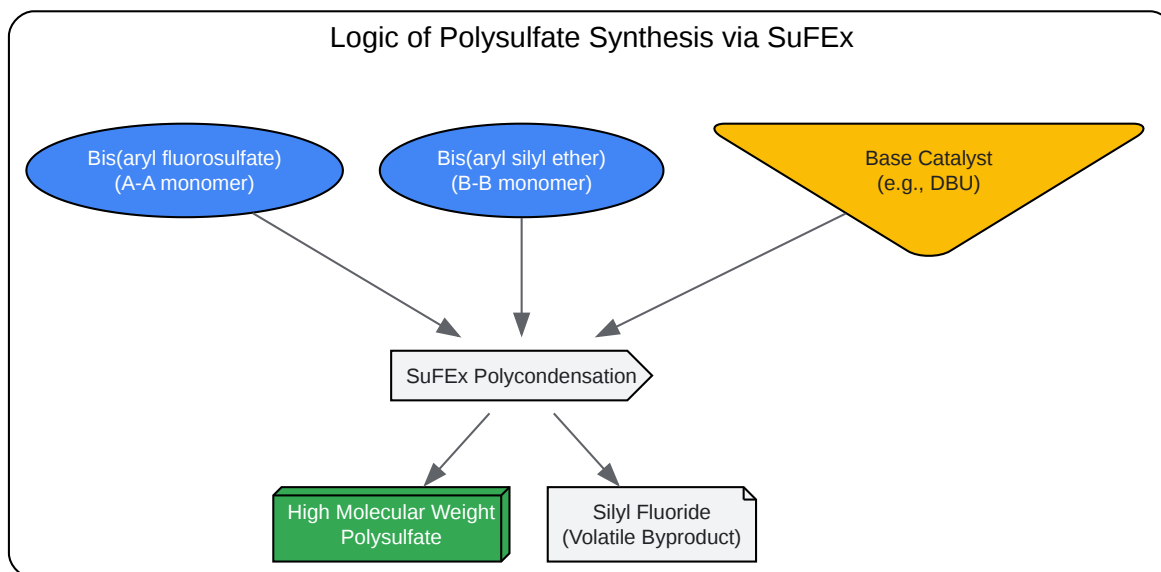 Logic of Polysulfate Synthesis via SuFEx
Bis(aryl fluorosulfate)
(A-A monomer)
Bis(aryl silyl ether)
(B-B monomer)
Base Catalyst
(e.g., DBU)
SuFEx Polycondensation
High Molecular Weight
Polysulfate
Silyl Fluoride
(Volatile Byproduct)